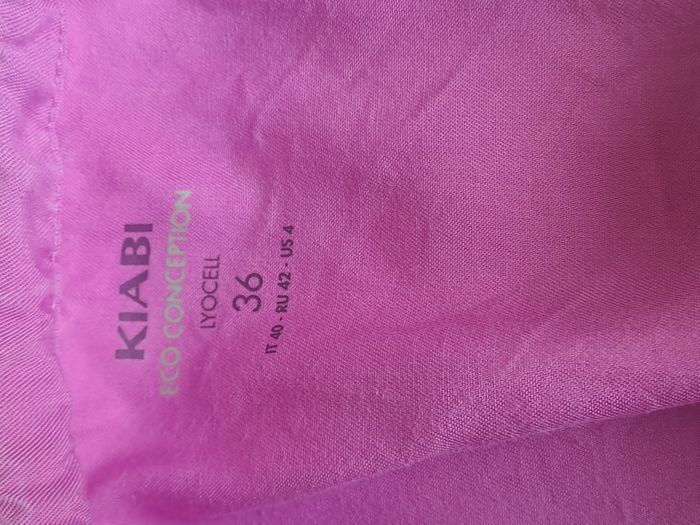 KIABI
ECO CONCEPTION
LYOCELL
36
IT 40 - RU 42 - US 4